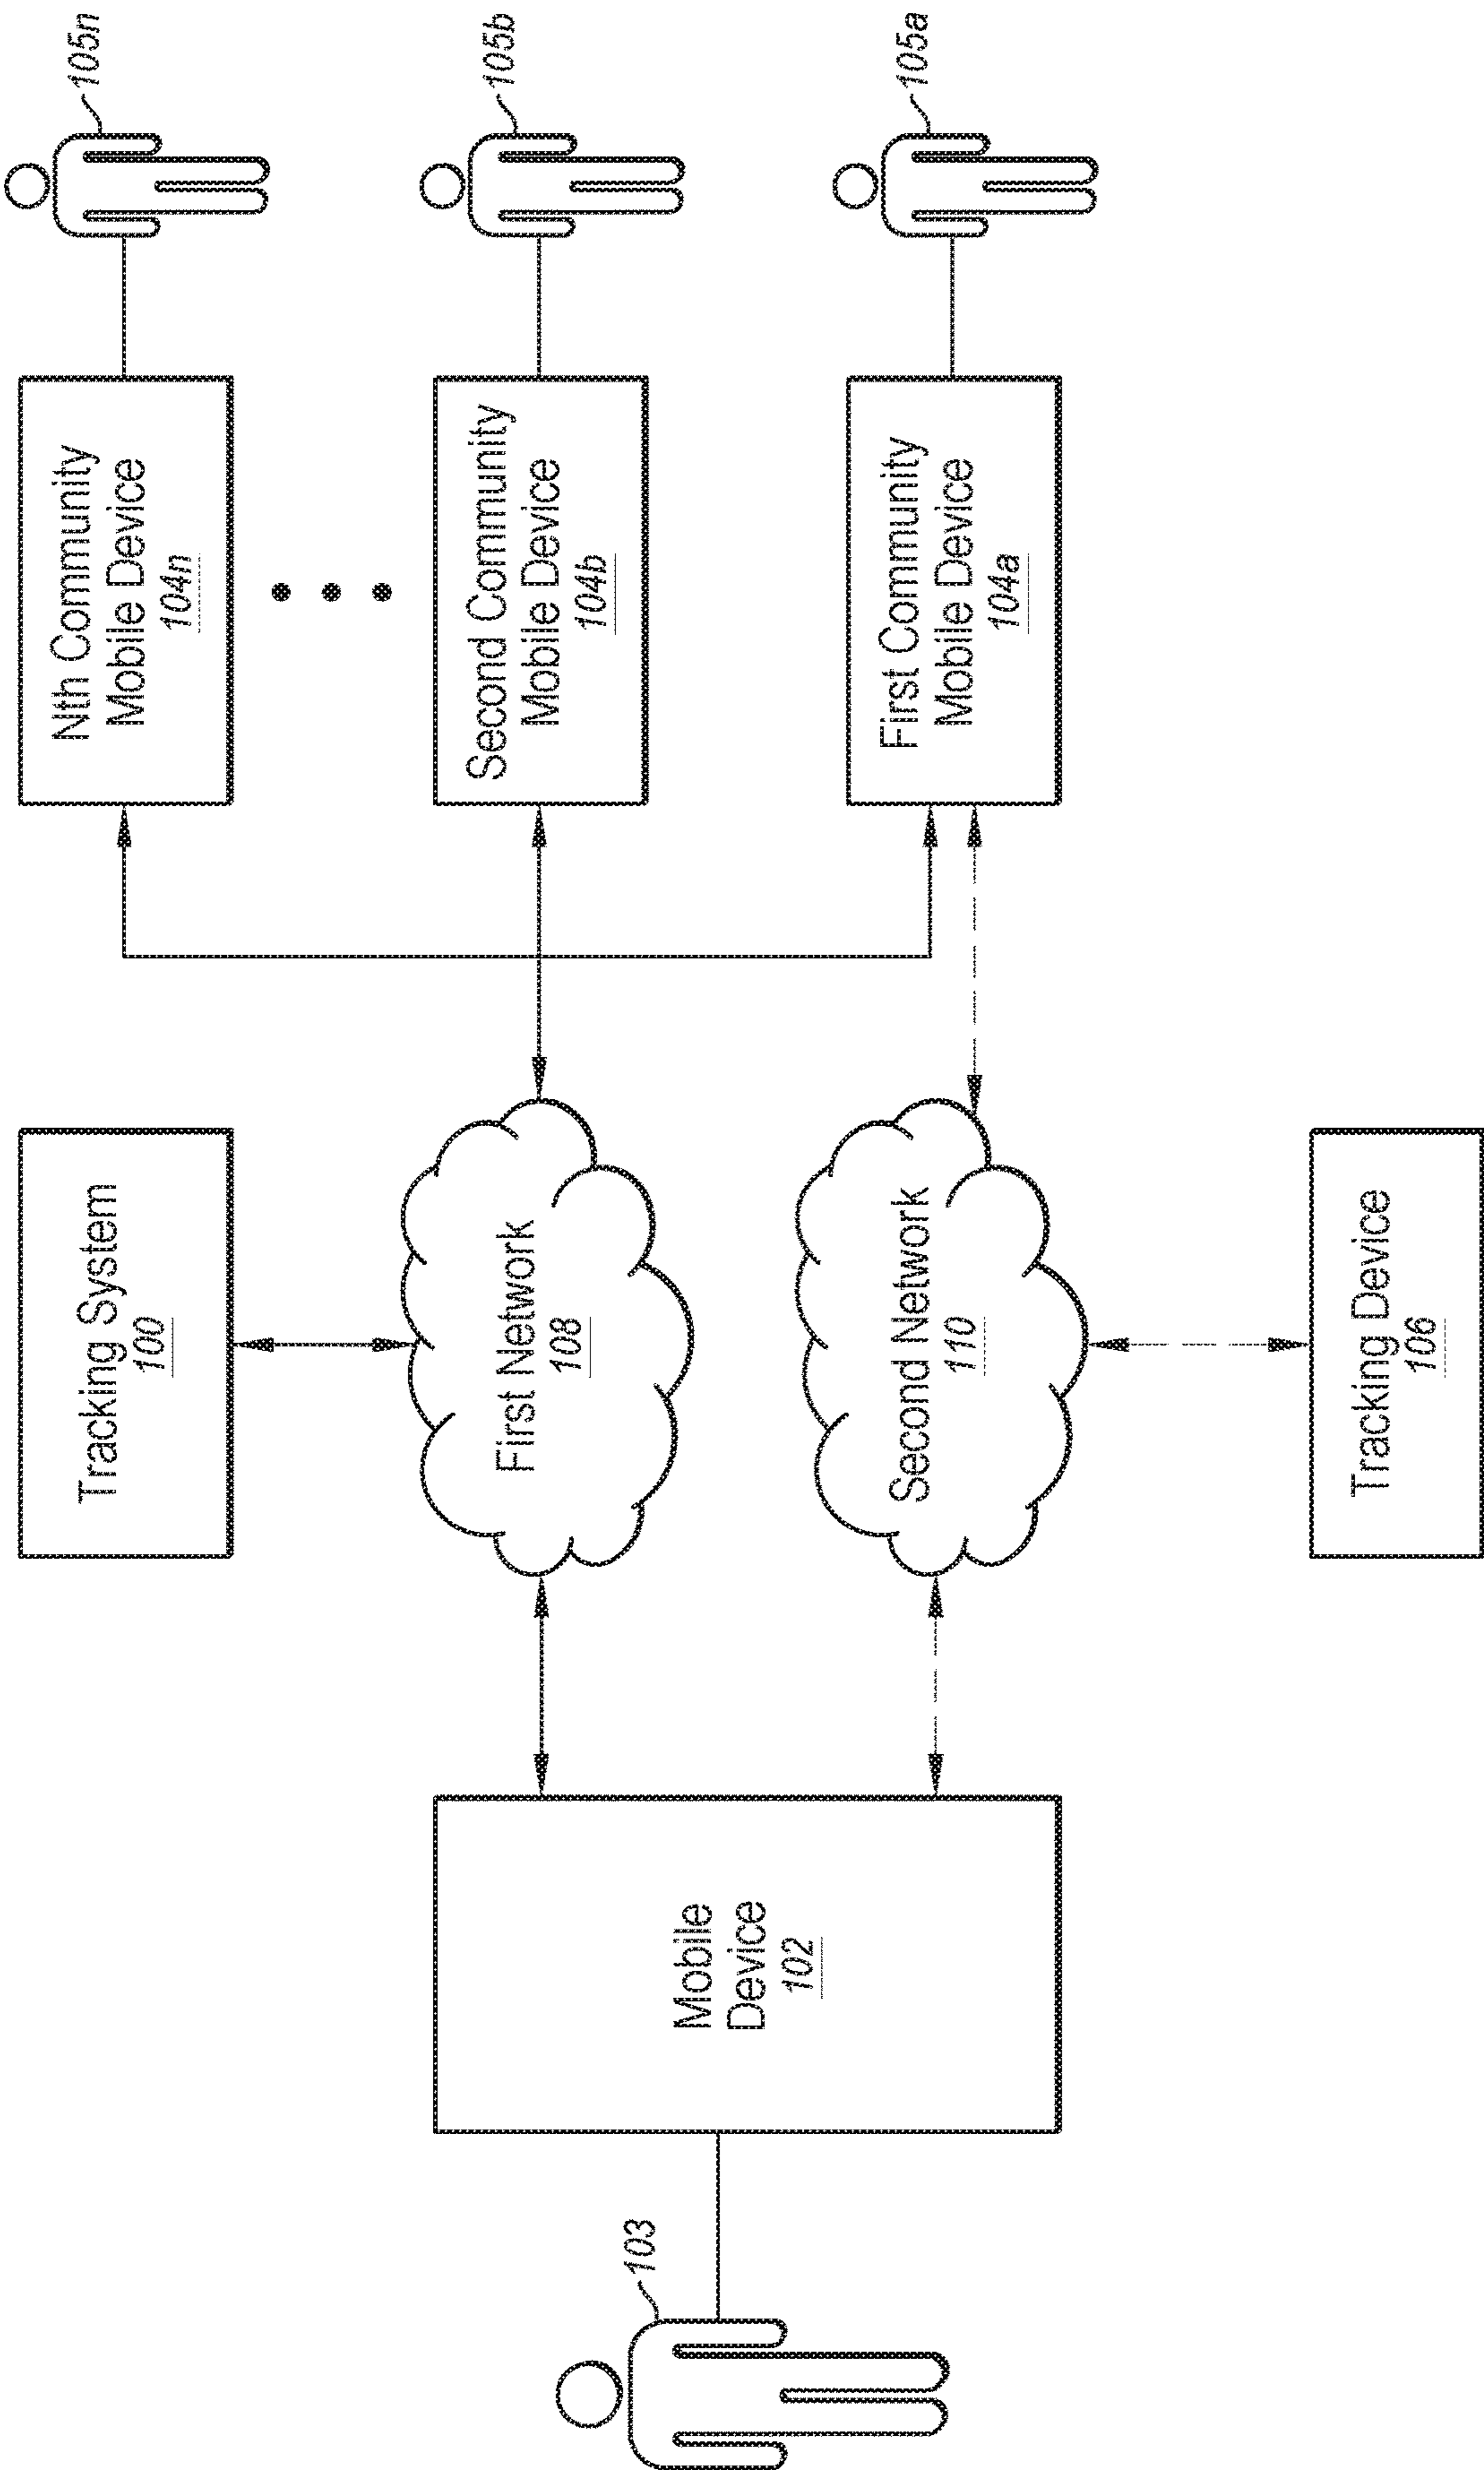 Tracking System
100
Nth Community
Mobile Device
104n
105n
103
Mobile
Device
102
First Network
108
Second Community
Mobile Device
104b
105b
Second Network
110
First Community
Mobile Device
104a
105a
Tracking Device
106